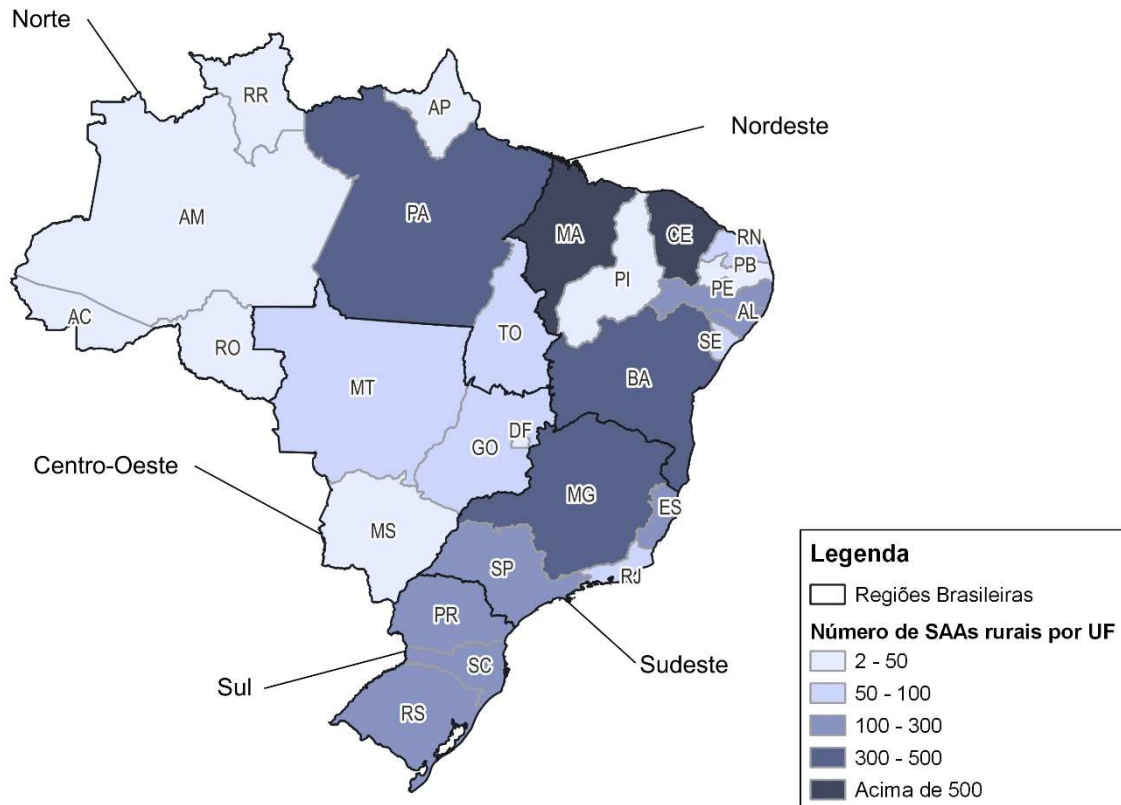 Norte
RR
AP
Nordeste
AM
PA
MA
CE
RN
PB
PI
PE
AL
AC
RO
TO
SE
MT
BA
DF
GO
Centro-Oeste
MG
ES
MS
SP
RJ
PR
Sudeste
SC
Sul
RS
Legenda
Regiões Brasileiras
Número de SAAs rurais por UF
2 - 50
50 - 100
100 - 300
300 - 500
Acima de 500